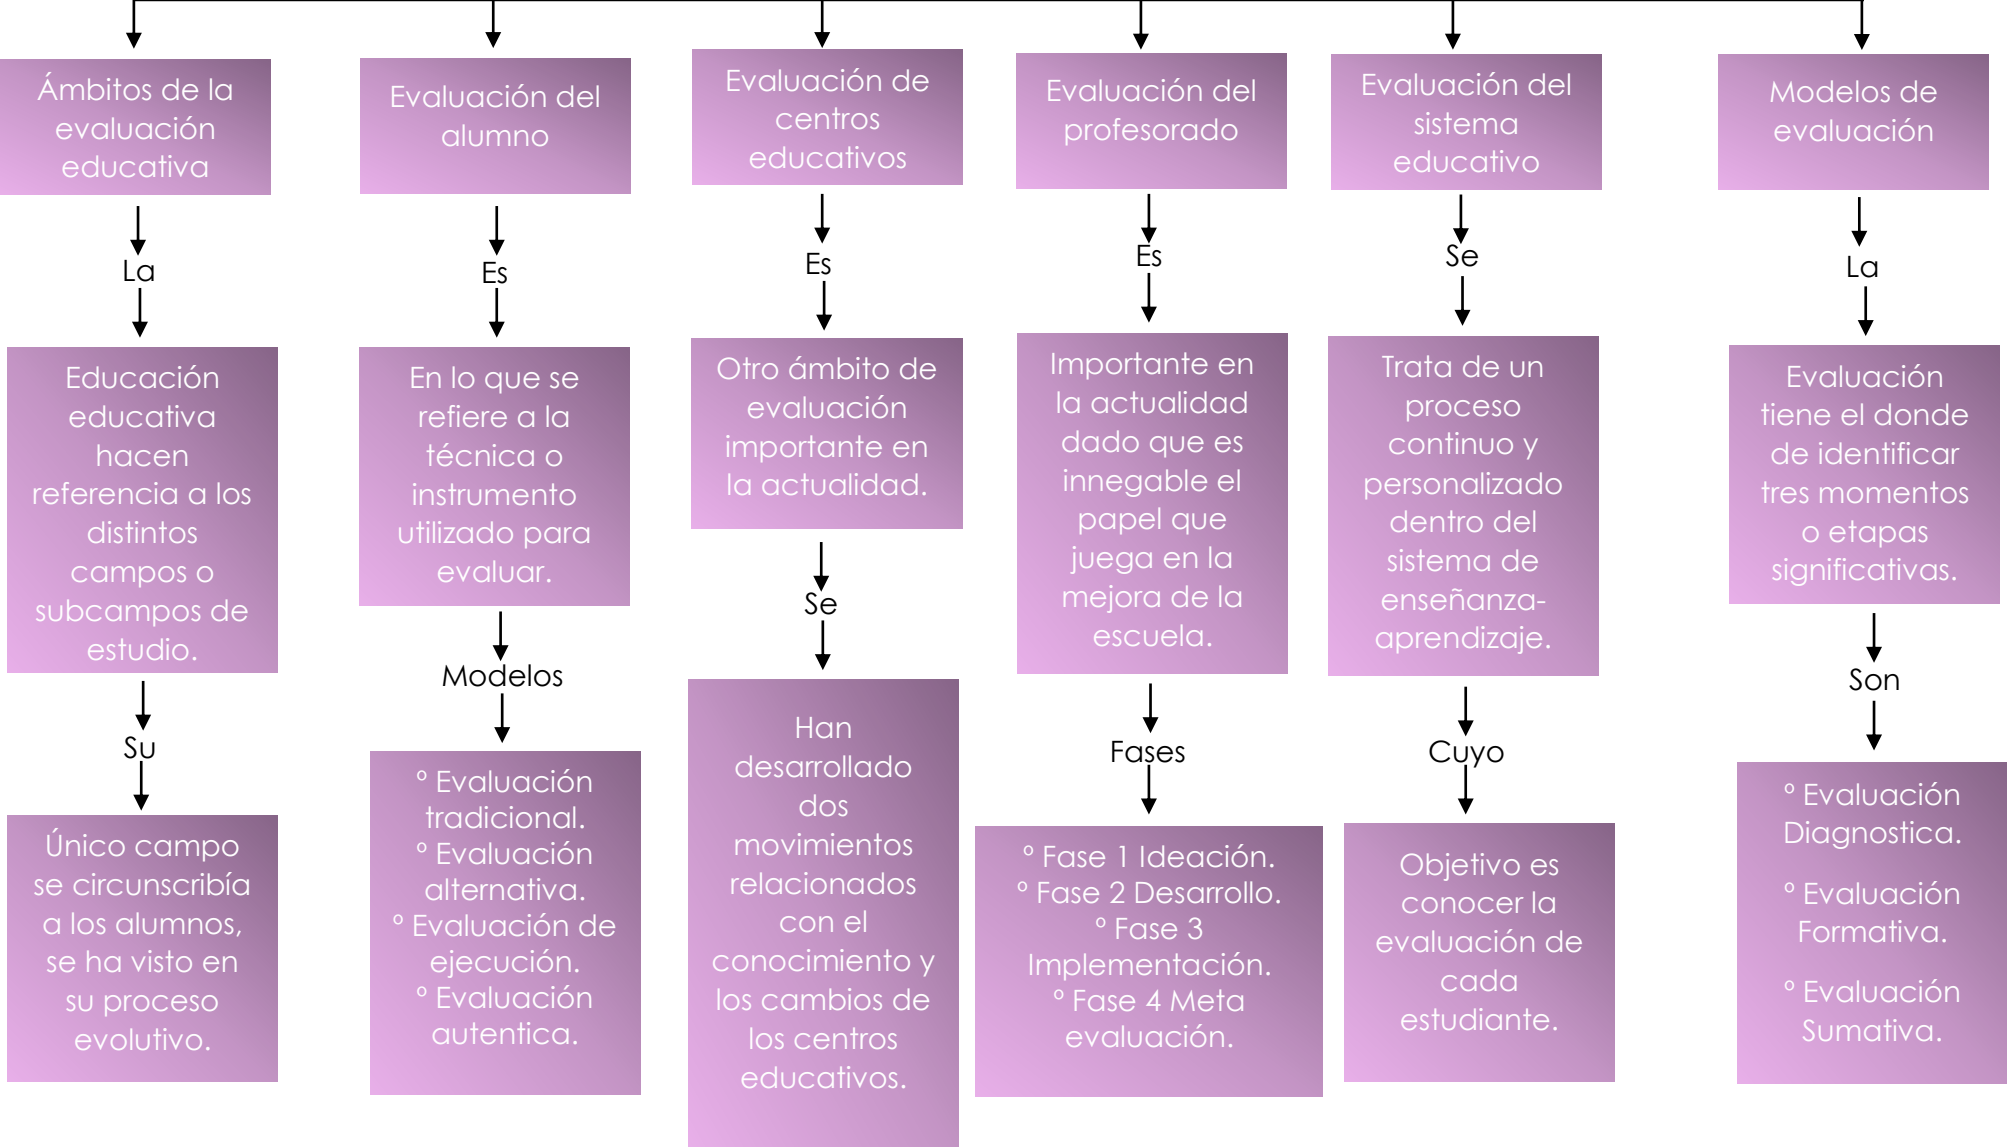 Ámbitos de la
evaluación
educativa
La
Educación
educativa
hacen
referencia a los
distintos
campos o
subcampos de
estudio.
Su
Único campo
se circunscribía
a los alumnos,
se ha visto en
su proceso
evolutivo.
Evaluación del
alumno
Es
En lo que se
refiere a la
técnica o
instrumento
utilizado para
evaluar.
Modelos
º Evaluación
tradicional.
º Evaluación
alternativa.
º Evaluación de
ejecución.
º Evaluación
autentica.
Evaluación de
centros
educativos
Es
Otro ámbito de
evaluación
importante en
la actualidad.
Se
Han
desarrollado
dos
movimientos
relacionados
con el
conocimiento y
los cambios de
los centros
educativos.
Evaluación del
profesorado
Es
Importante en
la actualidad
dado que es
innegable el
papel que
juega en la
mejora de la
escuela.
Fases
º Fase 1 Ideación.
º Fase 2 Desarrollo.
º Fase 3
Implementación.
º Fase 4 Meta
evaluación.
Evaluación del
sistema
educativo
Se
Trata de un
proceso
continuo y
personalizado
dentro del
sistema de
enseñanza-
aprendizaje.
Cuyo
Objetivo es
conocer la
evaluación de
cada
estudiante.
Modelos de
evaluación
La
Evaluación
tiene el donde
de identificar
tres momentos
o etapas
significativas.
Son
º Evaluación
Diagnostica.
º Evaluación
Formativa.
º Evaluación
Sumativa.